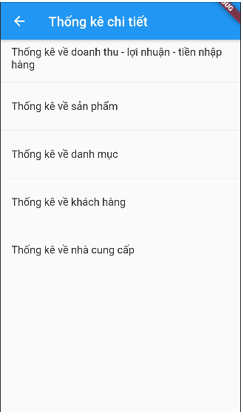 Thống kê chi tiết
Thống kê về doanh thu - lợi nhuận - tiền nhập
hàng
Thống kê về sản phẩm
Thống kê về danh mục
Thống kê về khách hàng
Thống kê về nhà cung cấp